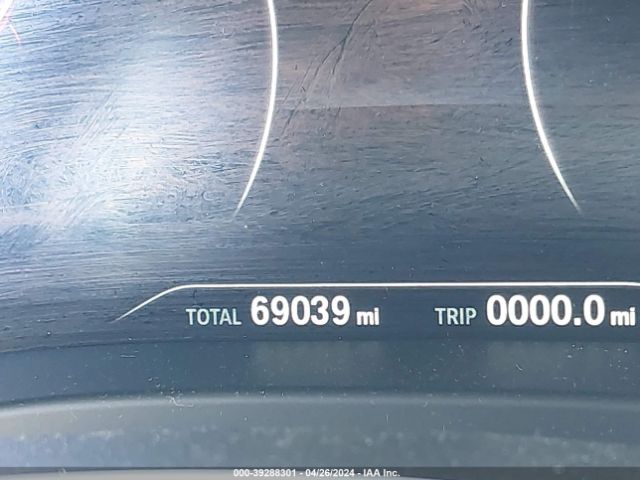 TOTAL 69039 mi TRIP 0000.0 mi
000-39288301 - 04/26/2024 - IAA Inc.